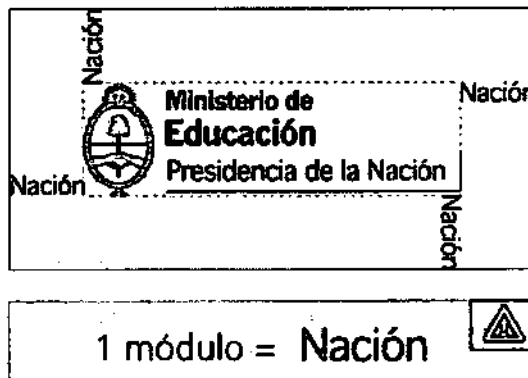 Nación
Ministerio de
Educación
Presidencia de la Nación
Nación
Nación
Nación
1 módulo = Nación